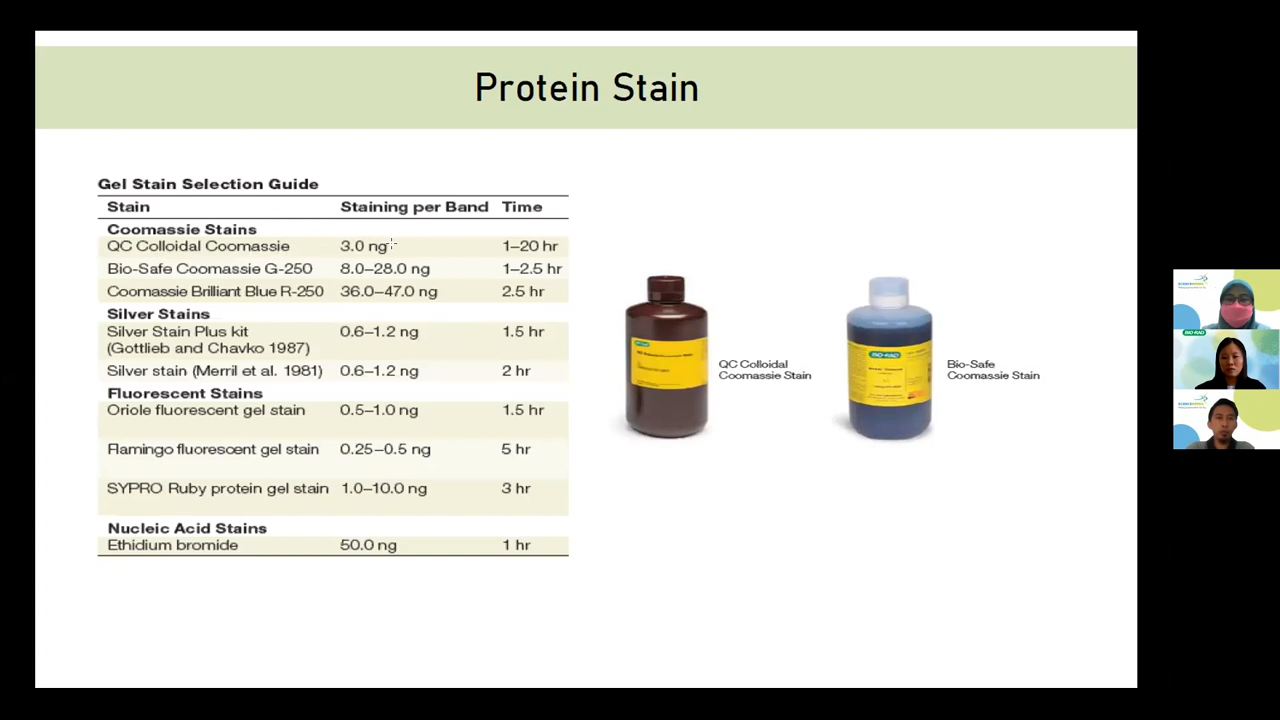 Protein Stain
Gel Stain Selection Guide
Stain Staining per Band Time
Coomassie Stains
QC Colloidal Coomassie 3.0 ng 1–20 hr
Bio-Safe Coomassie G-250 8.0–28.0 ng 1–2.5 hr
Coomassie Brilliant Blue R-250 36.0–47.0 ng 2.5 hr
Silver Stains
Silver Stain Plus kit 0.6–1.2 ng 1.5 hr
(Gottlieb and Chavko 1987)
Silver stain (Merril et al. 1981) 0.6–1.2 ng 2 hr
Fluorescent Stains
Oriole fluorescent gel stain 0.5–1.0 ng 1.5 hr
Flamingo fluorescent gel stain 0.25–0.5 ng 5 hr
SYPRO Ruby protein gel stain 1.0–10.0 ng 3 hr
Nucleic Acid Stains
Ethidium bromide 50.0 ng 1 hr
QC Colloidal
Coomassie Stain
BIO-RAD
Bio-Safe
Coomassie Stain
BIO-RAD